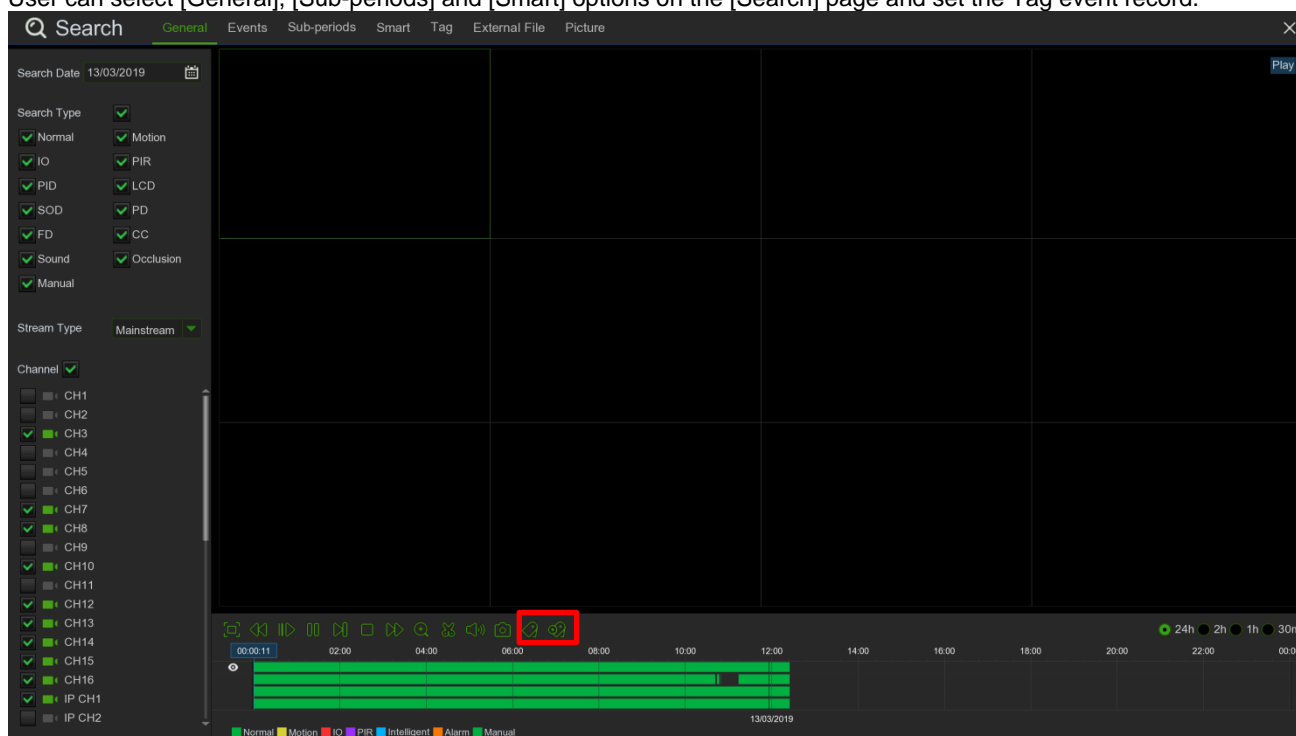 User can select [General], [Sub-periods] and [Smart] options on the [Search] page and set the Tag event record.
Search General Events Sub-periods Smart Tag External File Picture
Search Date 13/03/2019
Play
Search Type
Normal Motion
IO PIR
PID LCD
SOD PD
FD CC
Sound Occlusion
Manual
Stream Type Mainstream
Channel
CH1
CH2
CH3
CH4
CH5
CH6
CH7
CH8
CH9
CH10
CH11
CH12
CH13
CH14
CH15
CH16
IP CH1
IP CH2
24h 2h 1h 30m
00:00:11 02:00 04:00 06:00 08:00 10:00 12:00 14:00 16:00 18:00 20:00 22:00 00:0
13/03/2019
Normal Motion IO PIR Intelligent Alarm Manual